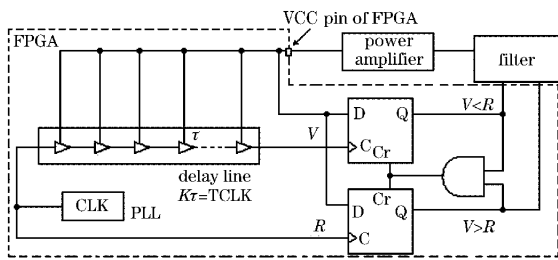 VCC pin of FPGA
FPGA
power
amplifier
filter
D
Q
V<R
τ
V
C
Cr
delay line
Kτ=TCLK
CLK
PLL
Cr
D
Q
R
C
V>R